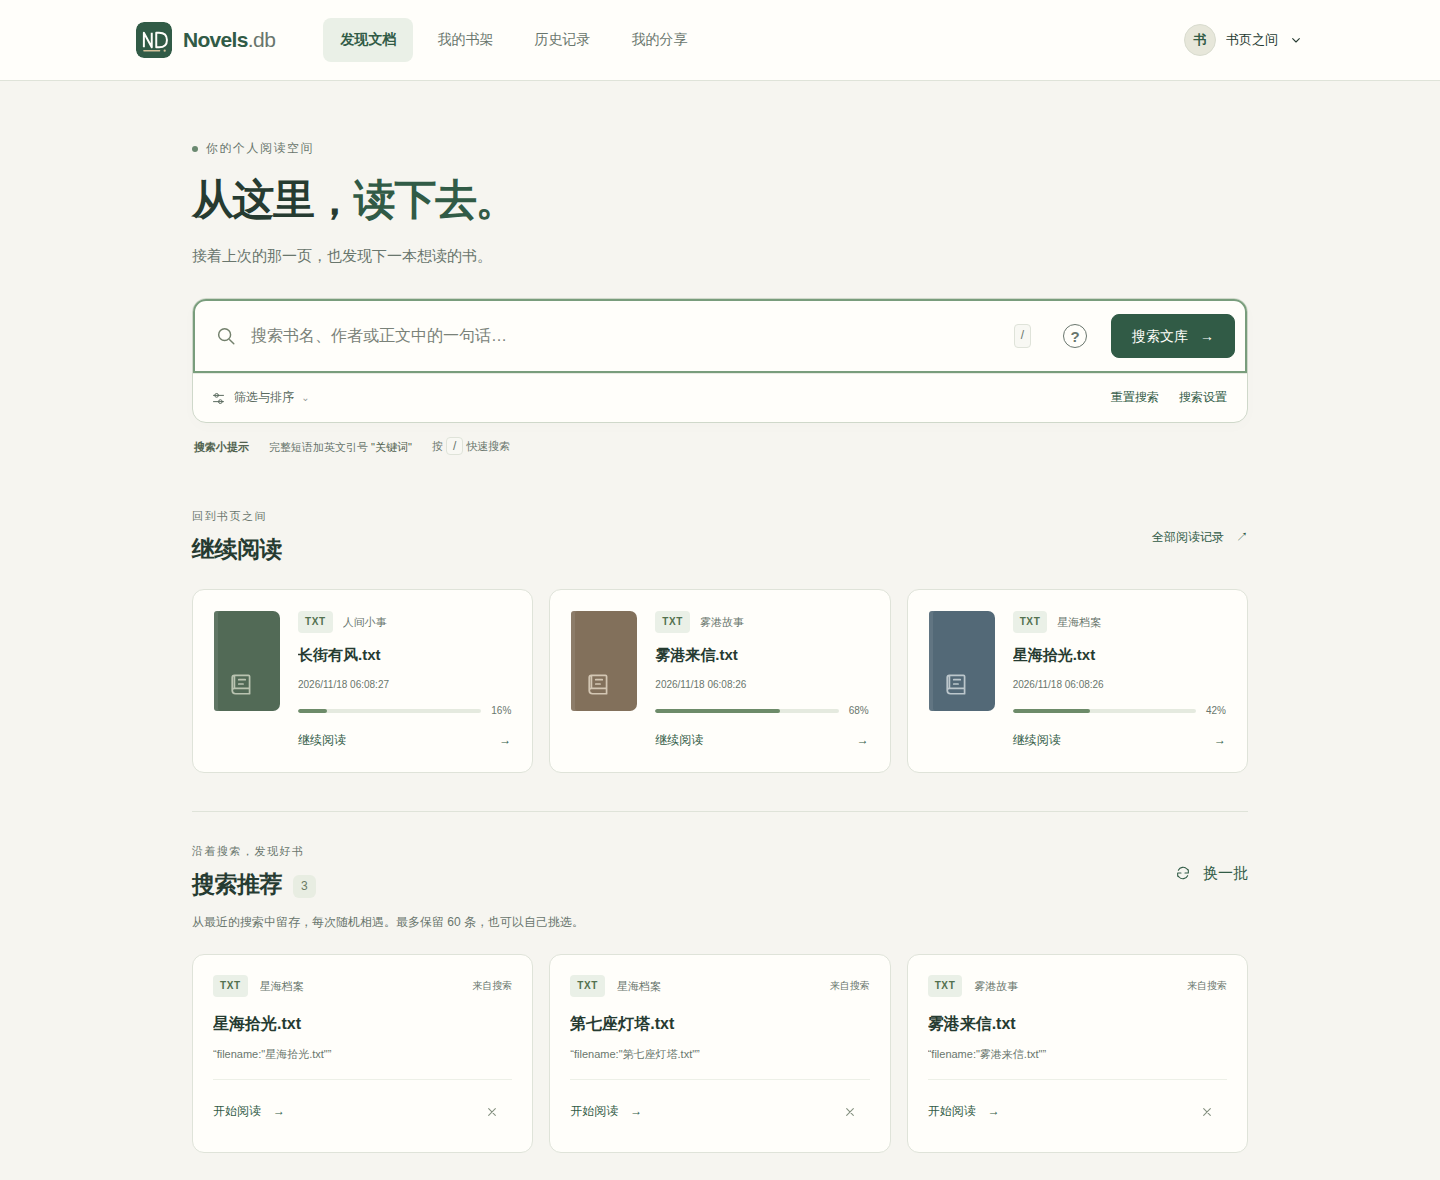 ND Novels.db
发现文档
我的书架
历史记录
我的分享
书 书页之间
你的个人阅读空间
从这里，读下去。
接着上次的那一页，也发现下一本想读的书。
搜索书名、作者或正文中的一句话…
/
?
搜索文库 →
筛选与排序
重置搜索
搜索设置
搜索小提示 完整短语加英文引号 "关键词" 按 / 快速搜索
回到书页之间
继续阅读
全部阅读记录 ↗
TXT 人间小事
长街有风.txt
2026/11/18 06:08:27
16%
继续阅读 →
TXT 雾港故事
雾港来信.txt
2026/11/18 06:08:26
68%
继续阅读 →
TXT 星海档案
星海拾光.txt
2026/11/18 06:08:26
42%
继续阅读 →
沿着搜索，发现好书
搜索推荐 3
换一批
从最近的搜索中留存，每次随机相遇。最多保留 60 条，也可以自己挑选。
TXT 星海档案 来自搜索
星海拾光.txt
“filename:"星海拾光.txt"”
开始阅读 →
TXT 星海档案 来自搜索
第七座灯塔.txt
“filename:"第七座灯塔.txt"”
开始阅读 →
TXT 雾港故事 来自搜索
雾港来信.txt
“filename:"雾港来信.txt"”
开始阅读 →